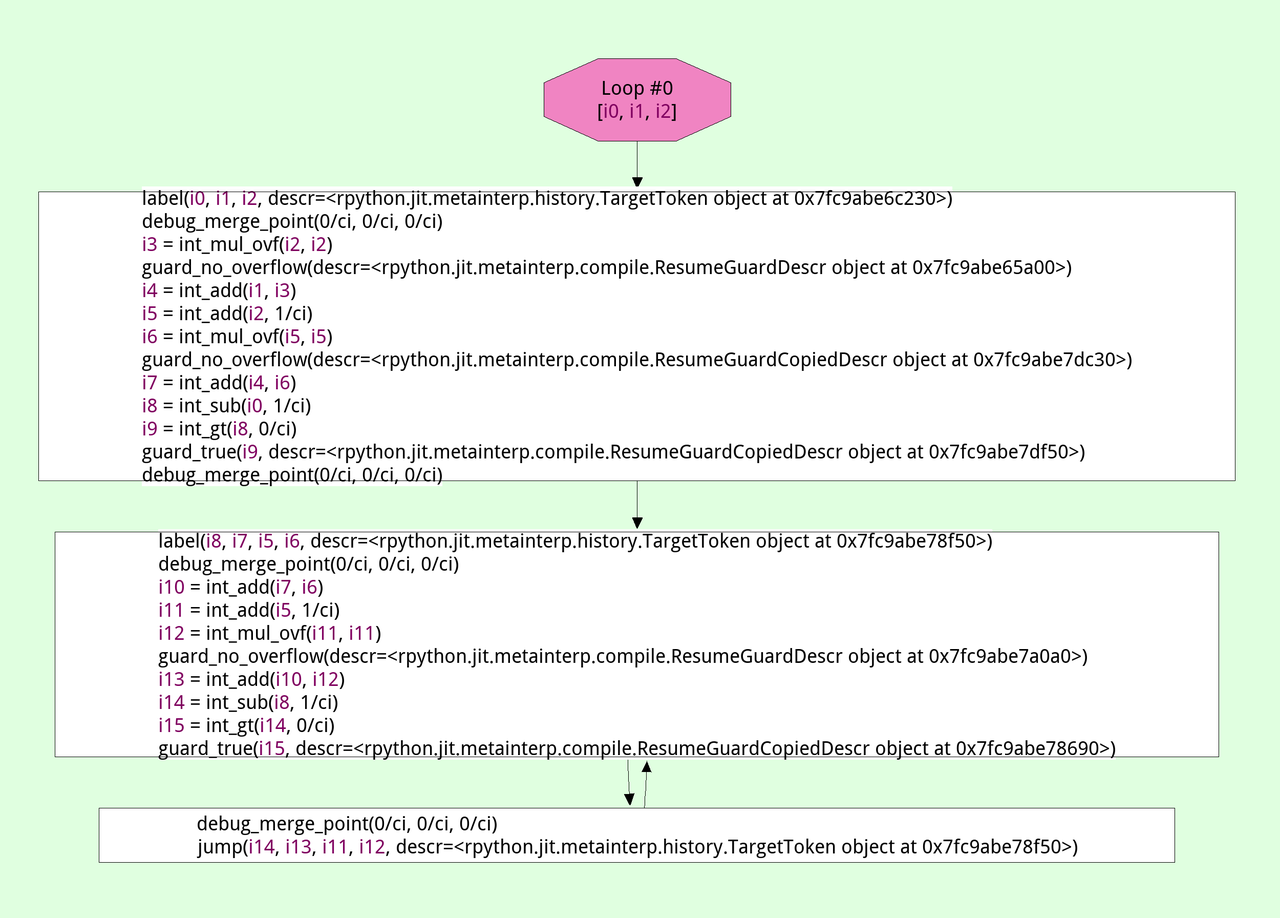 Loop #0
[i0, i1, i2]
label(i0, i1, i2, descr=<rpython.jit.metainterp.history.TargetToken object at 0x7fc9abe6c230>)
debug_merge_point(0/ci, 0/ci, 0/ci)
i3 = int_mul_ovf(i2, i2)
guard_no_overflow(descr=<rpython.jit.metainterp.compile.ResumeGuardDescr object at 0x7fc9abe65a00>)
i4 = int_add(i1, i3)
i5 = int_add(i2, 1/ci)
i6 = int_mul_ovf(i5, i5)
guard_no_overflow(descr=<rpython.jit.metainterp.compile.ResumeGuardCopiedDescr object at 0x7fc9abe7dc30>)
i7 = int_add(i4, i6)
i8 = int_sub(i0, 1/ci)
i9 = int_gt(i8, 0/ci)
guard_true(i9, descr=<rpython.jit.metainterp.compile.ResumeGuardCopiedDescr object at 0x7fc9abe7df50>)
debug_merge_point(0/ci, 0/ci, 0/ci)
label(i8, i7, i5, i6, descr=<rpython.jit.metainterp.history.TargetToken object at 0x7fc9abe78f50>)
debug_merge_point(0/ci, 0/ci, 0/ci)
i10 = int_add(i7, i6)
i11 = int_add(i5, 1/ci)
i12 = int_mul_ovf(i11, i11)
guard_no_overflow(descr=<rpython.jit.metainterp.compile.ResumeGuardDescr object at 0x7fc9abe7a0a0>)
i13 = int_add(i10, i12)
i14 = int_sub(i8, 1/ci)
i15 = int_gt(i14, 0/ci)
guard_true(i15, descr=<rpython.jit.metainterp.compile.ResumeGuardCopiedDescr object at 0x7fc9abe78690>)
debug_merge_point(0/ci, 0/ci, 0/ci)
jump(i14, i13, i11, i12, descr=<rpython.jit.metainterp.history.TargetToken object at 0x7fc9abe78f50>)